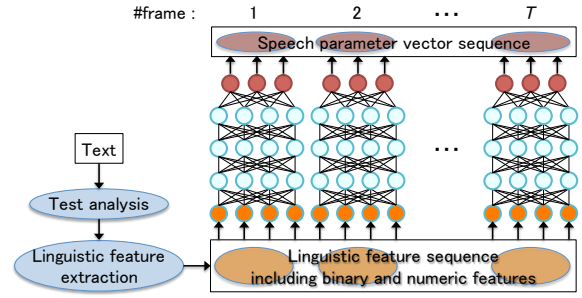 #frame : 1 2 ・・・ T
Speech parameter vector sequence
・・・
Text
Test analysis
Linguistic feature
extraction
Linguistic feature sequence
including binary and numeric features